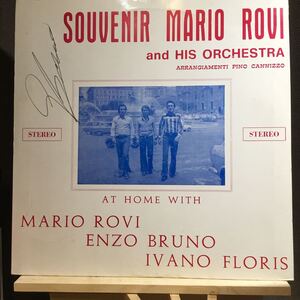 SOUVENIR MARIO ROVI
and HIS ORCHESTRA
ARRANGIAMENTI PINO CANNIZZO
STEREO
STEREO
AT HOME WITH
MARIO ROVI
ENZO BRUNO
IVANO FLORIS